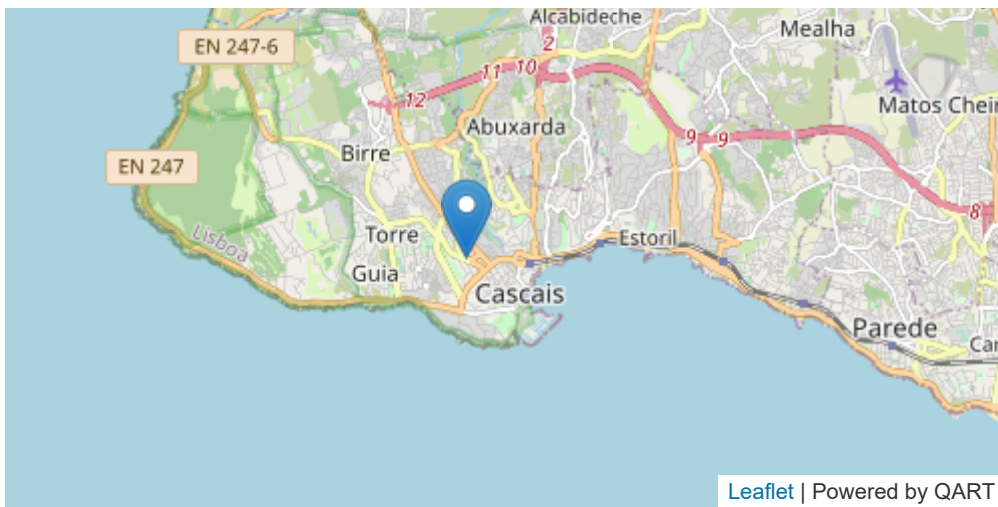 Alcabideche
Mealha
EN 247-6
2
11
10
12
Matos Chei
Abuxarda
9
9
Birre
EN 247
8
Lisboa
Torre
Estoril
Guia
Cascais
Parede
Car
Leaflet | Powered by QART